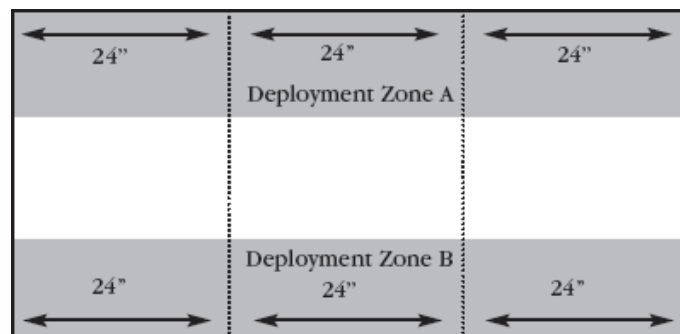 24” 24” 24”
Deployment Zone A
Deployment Zone B
24” 24” 24”